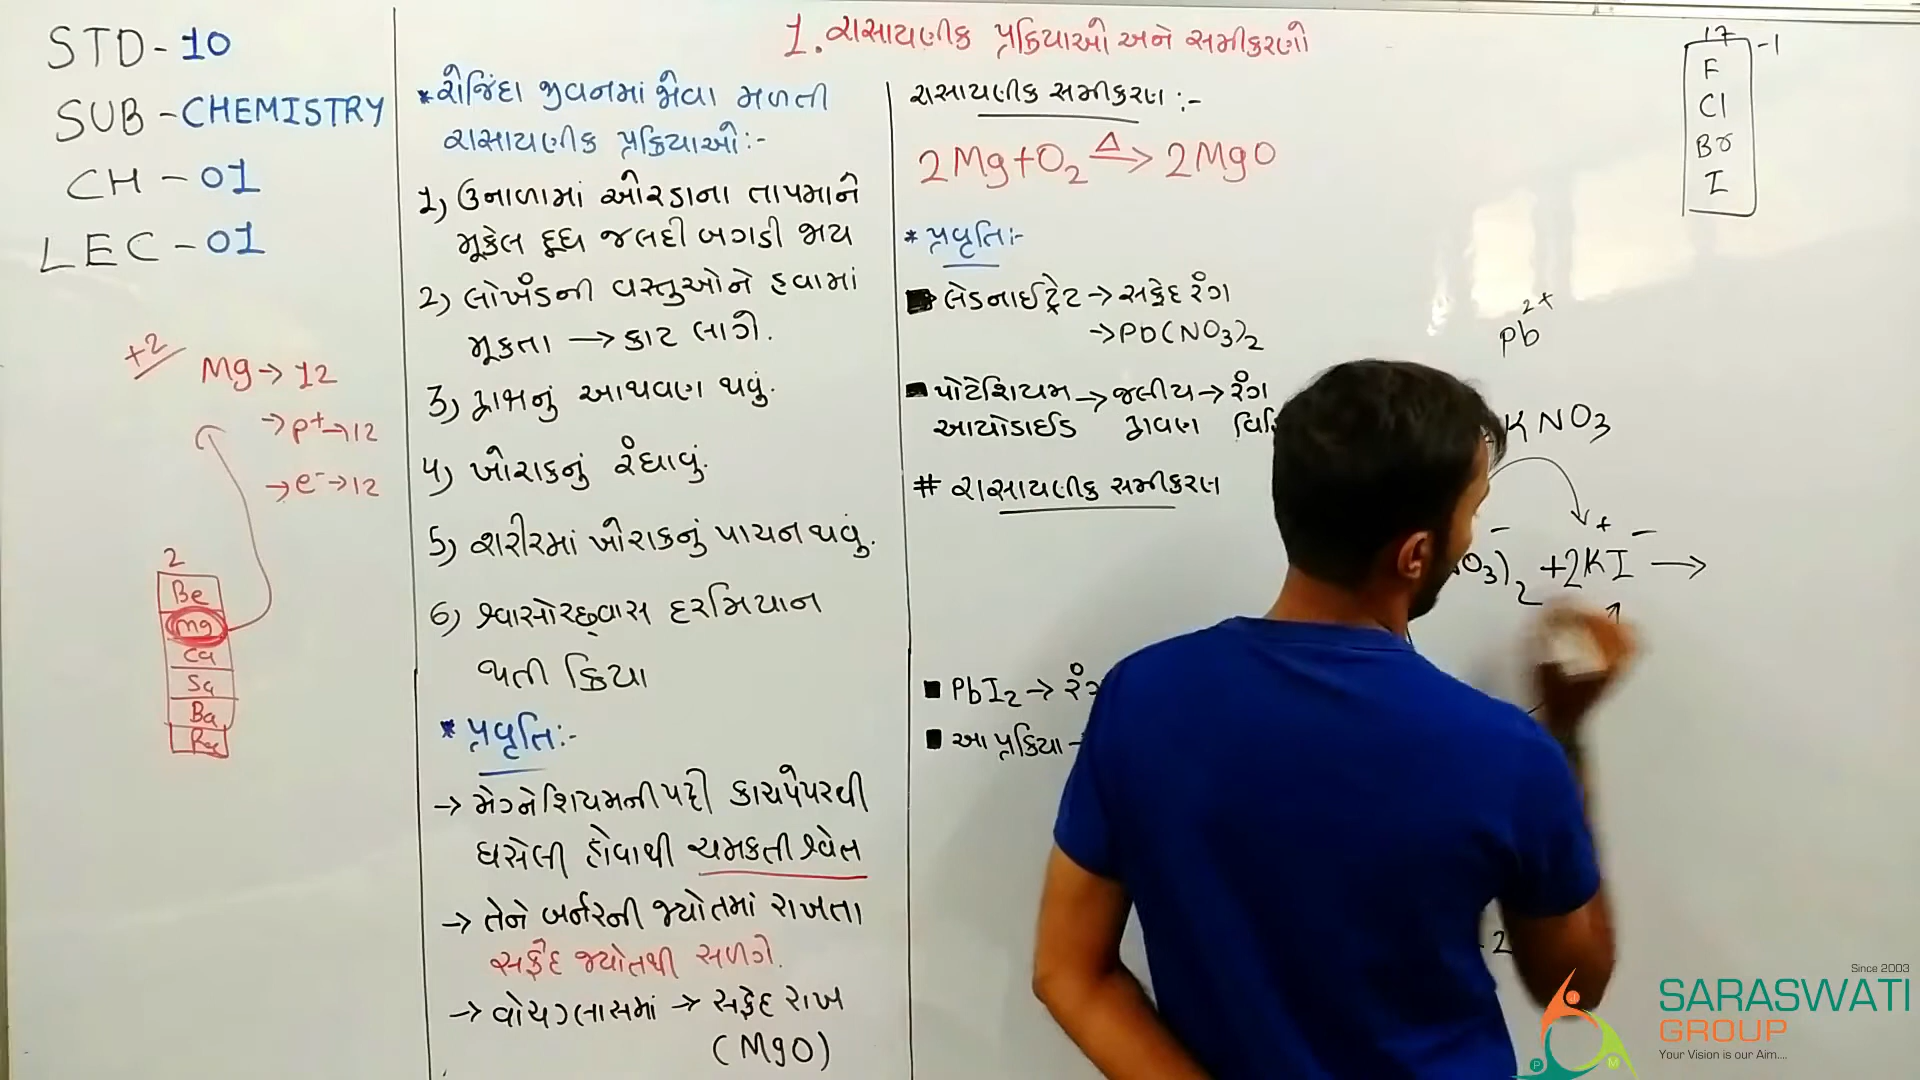 1. રાસાયણીક પ્રક્રિયાઓ અને સમીકરણો
STD-10
SUB-CHEMISTRY
CH-01
LEC-01
+2
Mg→12
→p+→12
→e-→12
2
Be
Mg
Ca
Sa
Ba
Ra
*રોજિંદા જીવનમાં જોવા મળતી
રાસાયણીક પ્રક્રિયાઓ:-
1) ઉનાળામાં ઓરડાના તાપમાને
મૂકેલ દૂધ જલદી બગડી જાય
2) લોખંડની વસ્તુઓને હવામાં
મૂકતા → કાટ લાગે.
3) દ્રાક્ષનું આથવણ થવું.
4) ખોરાકનું રંધાવું.
5) શરીરમાં ખોરાકનું પાચન થવું.
6) શ્વાસોચ્છ્વાસ દરમિયાન
થતી ક્રિયા
*પ્રવૃતિ:-
→ મેગ્નેશિયમની પટ્ટી કાચપેપરથી
ઘસેલી હોવાથી ચમકતી શ્વેત
→ તેને બર્નરની જ્યોતમાં રાખતા
સફેદ જ્યોતથી સળગે.
→ વોચગ્લાસમાં → સફેદ રાખ
(MgO)
રાસાયણીક સમીકરણ:-
2Mg+O2 △→ 2MgO
*પ્રવૃતિ:-
લેડનાઈટ્રેટ → સફેદ રંગ
→Pb(NO3)2
પોટેશિયમ → જલીય → રંગ
આયોડાઈડ દ્રાવણ
# રાસાયણીક સમીકરણ
PbI2 →
આ પ્રક્રિયા -
17
-1
F
Cl
Br
I
Pb2+
KNO3
O3)2 +2KI →
2
Since 2003
SARASWATI
GROUP
Your Vision is our Aim....
P
M